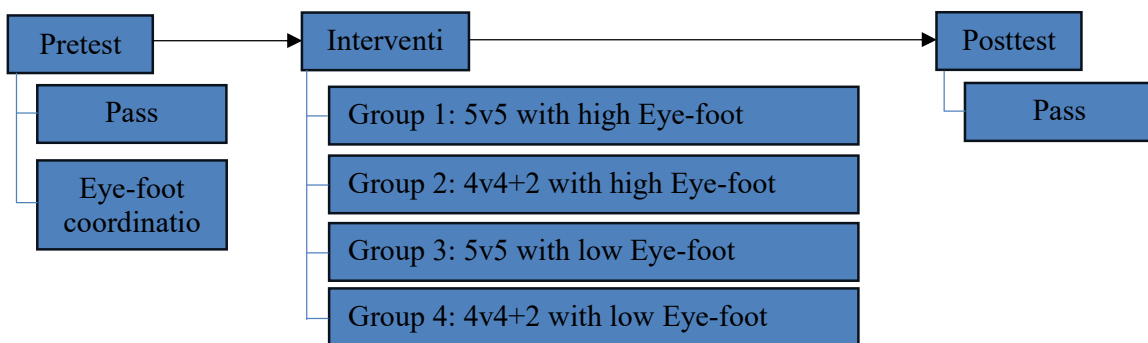 Pretest
Interventi
Posttest
Pass
Eye-foot
coordinatio
Group 1: 5v5 with high Eye-foot
Group 2: 4v4+2 with high Eye-foot
Group 3: 5v5 with low Eye-foot
Group 4: 4v4+2 with low Eye-foot
Pass